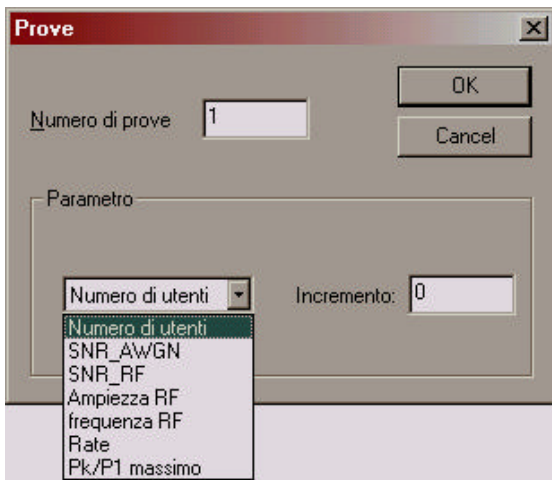 Prove
OK
Numero di prove 1
Cancel
Parametro
Numero di utenti Incremento: 0
Numero di utenti
SNR_AWGN
SNR_RF
Ampiezza RF
frequenza RF
Rate
Pk/P1 massimo